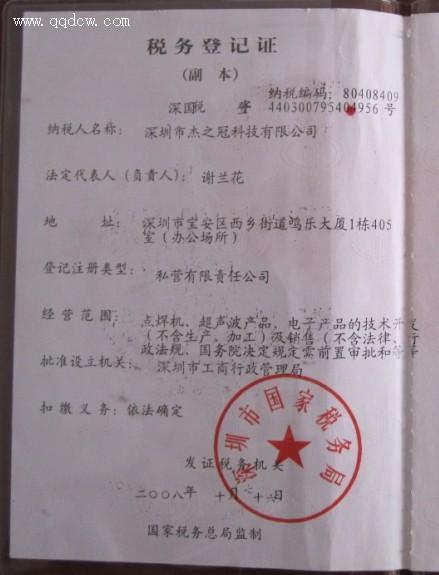 www.qqdcw.com
税务登记证
(副 本)
纳税编码: 80408409
深国税 字 440300795404956 号
纳税人名称: 深圳市杰之冠科技有限公司
法定代表人(负责人): 谢兰花
地 址: 深圳市宝安区西乡街道鸣乐大厦1栋405
室(办公场所)
登记注册类型: 私营有限责任公司
经营范围: 点焊机、超声波产品、电子产品的技术开发
(不含生产、加工)及销售(不含法律、行
政法规、国务院决定规定需前置审批和
批准设立机关: 深圳市工商行政管理局
扣缴义务: 依法确定
深圳市国家税务局
发证税务机关
二〇〇八年 十月 十六日
国家税务总局监制